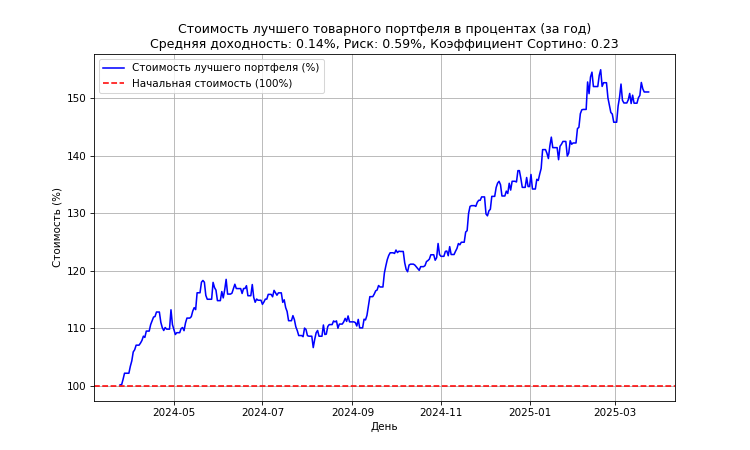 Стоимость лучшего товарного портфеля в процентах (за год)
Средняя доходность: 0.14%, Риск: 0.59%, Коэффициент Сортино: 0.23
Стоимость лучшего портфеля (%)
Начальная стоимость (100%)
Стоимость (%)
150
140
130
120
110
100
2024-05
2024-07
2024-09
2024-11
2025-01
2025-03
День